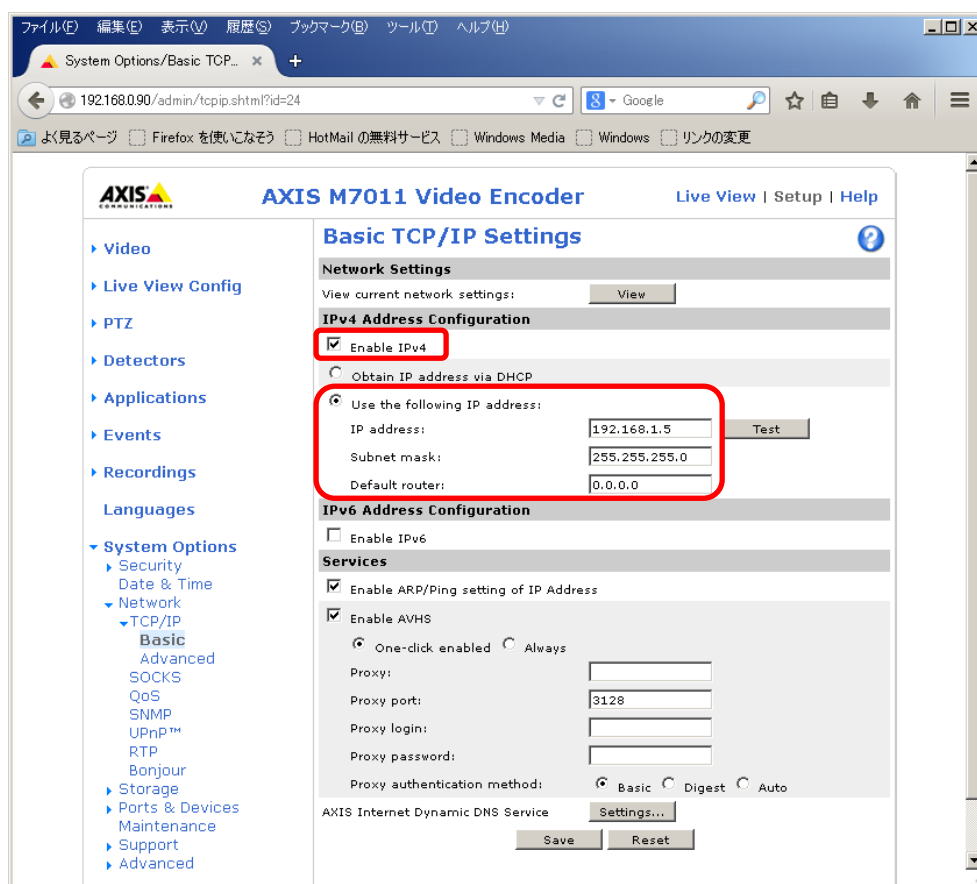 ファイル(F) 編集(E) 表示(V) 履歴(S) ブックマーク(B) ツール(T) ヘルプ(H)
System Options/Basic TCP...
192.168.0.90/admin/tcpip.shtml?id=24
Google
よく見るページ Firefox を使いこなそう HotMail の無料サービス Windows Media Windows リンクの変更
AXIS
COMMUNICATIONS
AXIS M7011 Video Encoder
Live View | Setup | Help
Video
Live View Config
PTZ
Detectors
Applications
Events
Recordings
Languages
System Options
Security
Date & Time
Network
TCP/IP
Basic
Advanced
SOCKS
QoS
SNMP
UPnP™
RTP
Bonjour
Storage
Ports & Devices
Maintenance
Support
Advanced
Basic TCP/IP Settings
Network Settings
View current network settings: View
IPv4 Address Configuration
Enable IPv4
Obtain IP address via DHCP
Use the following IP address:
IP address: 192.168.1.5 Test
Subnet mask: 255.255.255.0
Default router: 0.0.0.0
IPv6 Address Configuration
Enable IPv6
Services
Enable ARP/Ping setting of IP Address
Enable AVHS
One-click enabled Always
Proxy:
Proxy port: 3128
Proxy login:
Proxy password:
Proxy authentication method: Basic Digest Auto
AXIS Internet Dynamic DNS Service Settings...
Save Reset